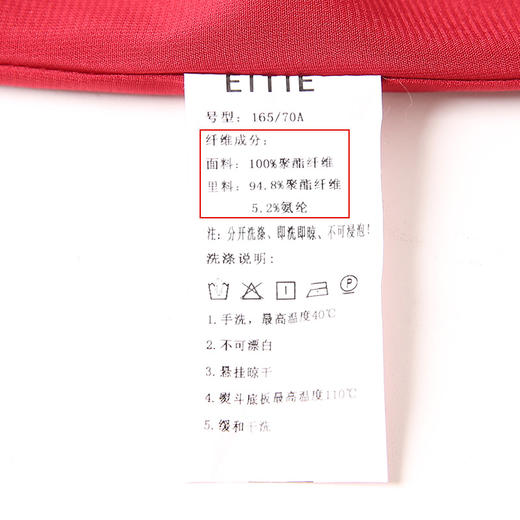 号型: 165/70A
纤维成分:
面料: 100%聚酯纤维
里料: 94.8%聚酯纤维
5.2%氨纶
注: 分开洗涤、即洗即晾、不可浸泡!
洗涤说明:
P
1.手洗,最高温度40℃
2.不可漂白
3.悬挂晾干
4.熨斗底板最高温度110℃
5.缓和干洗